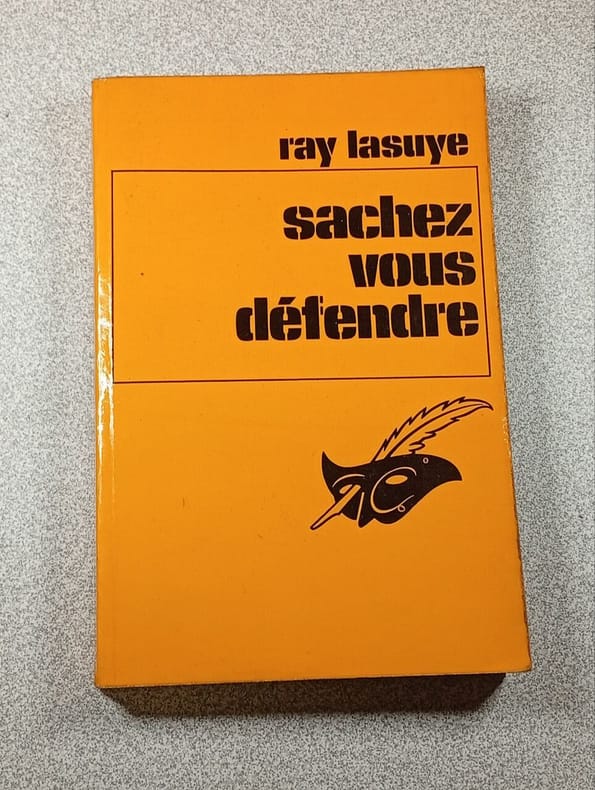 ray lasuye
sachez
vous
défendre